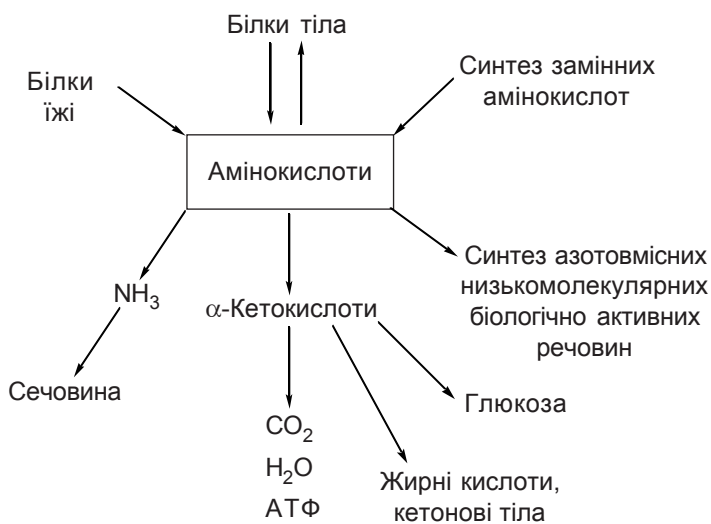 Білки тіла
Білки
їжі
Синтез замінних
амінокислот
Амінокислоти
NH₃
α-Кетокислоти
Синтез азотовмісних
низькомолекулярних
біологічно активних
речовин
Сечовина
Глюкоза
CO₂
H₂O
АТФ
Жирні кислоти,
кетонові тіла